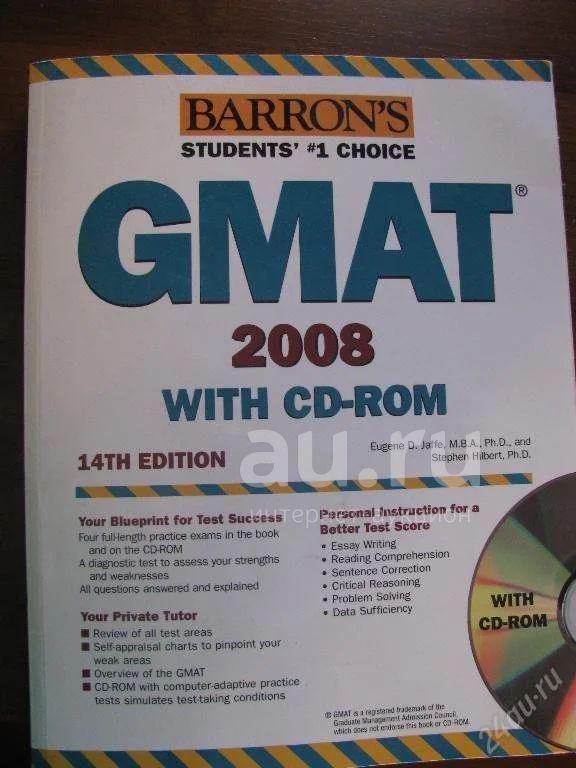 BARRON'S
STUDENTS' #1 CHOICE
GMAT®
2008
WITH CD-ROM
Eugene D. Jaffe, M.B.A., Ph.D., and
Stephen Hilbert, Ph.D.
14TH EDITION
au.ru
интернет аукцион
Your Blueprint for Test Success
Four full-length practice exams in the book
and on the CD-ROM
A diagnostic test to assess your strengths
and weaknesses
All questions answered and explained
Your Private Tutor
■ Review of all test areas
■ Self-appraisal charts to pinpoint your
weak areas
■ Overview of the GMAT
■ CD-ROM with computer-adaptive practice
tests simulates test-taking conditions
Personal Instruction for a
Better Test Score
• Essay Writing
• Reading Comprehension
• Sentence Correction
• Critical Reasoning
• Problem Solving
• Data Sufficiency
WITH
CD-ROM
® GMAT is a registered trademark of the
Graduate Management Admission Council,
which does not endorse this book or CD-ROM.
24au.ru